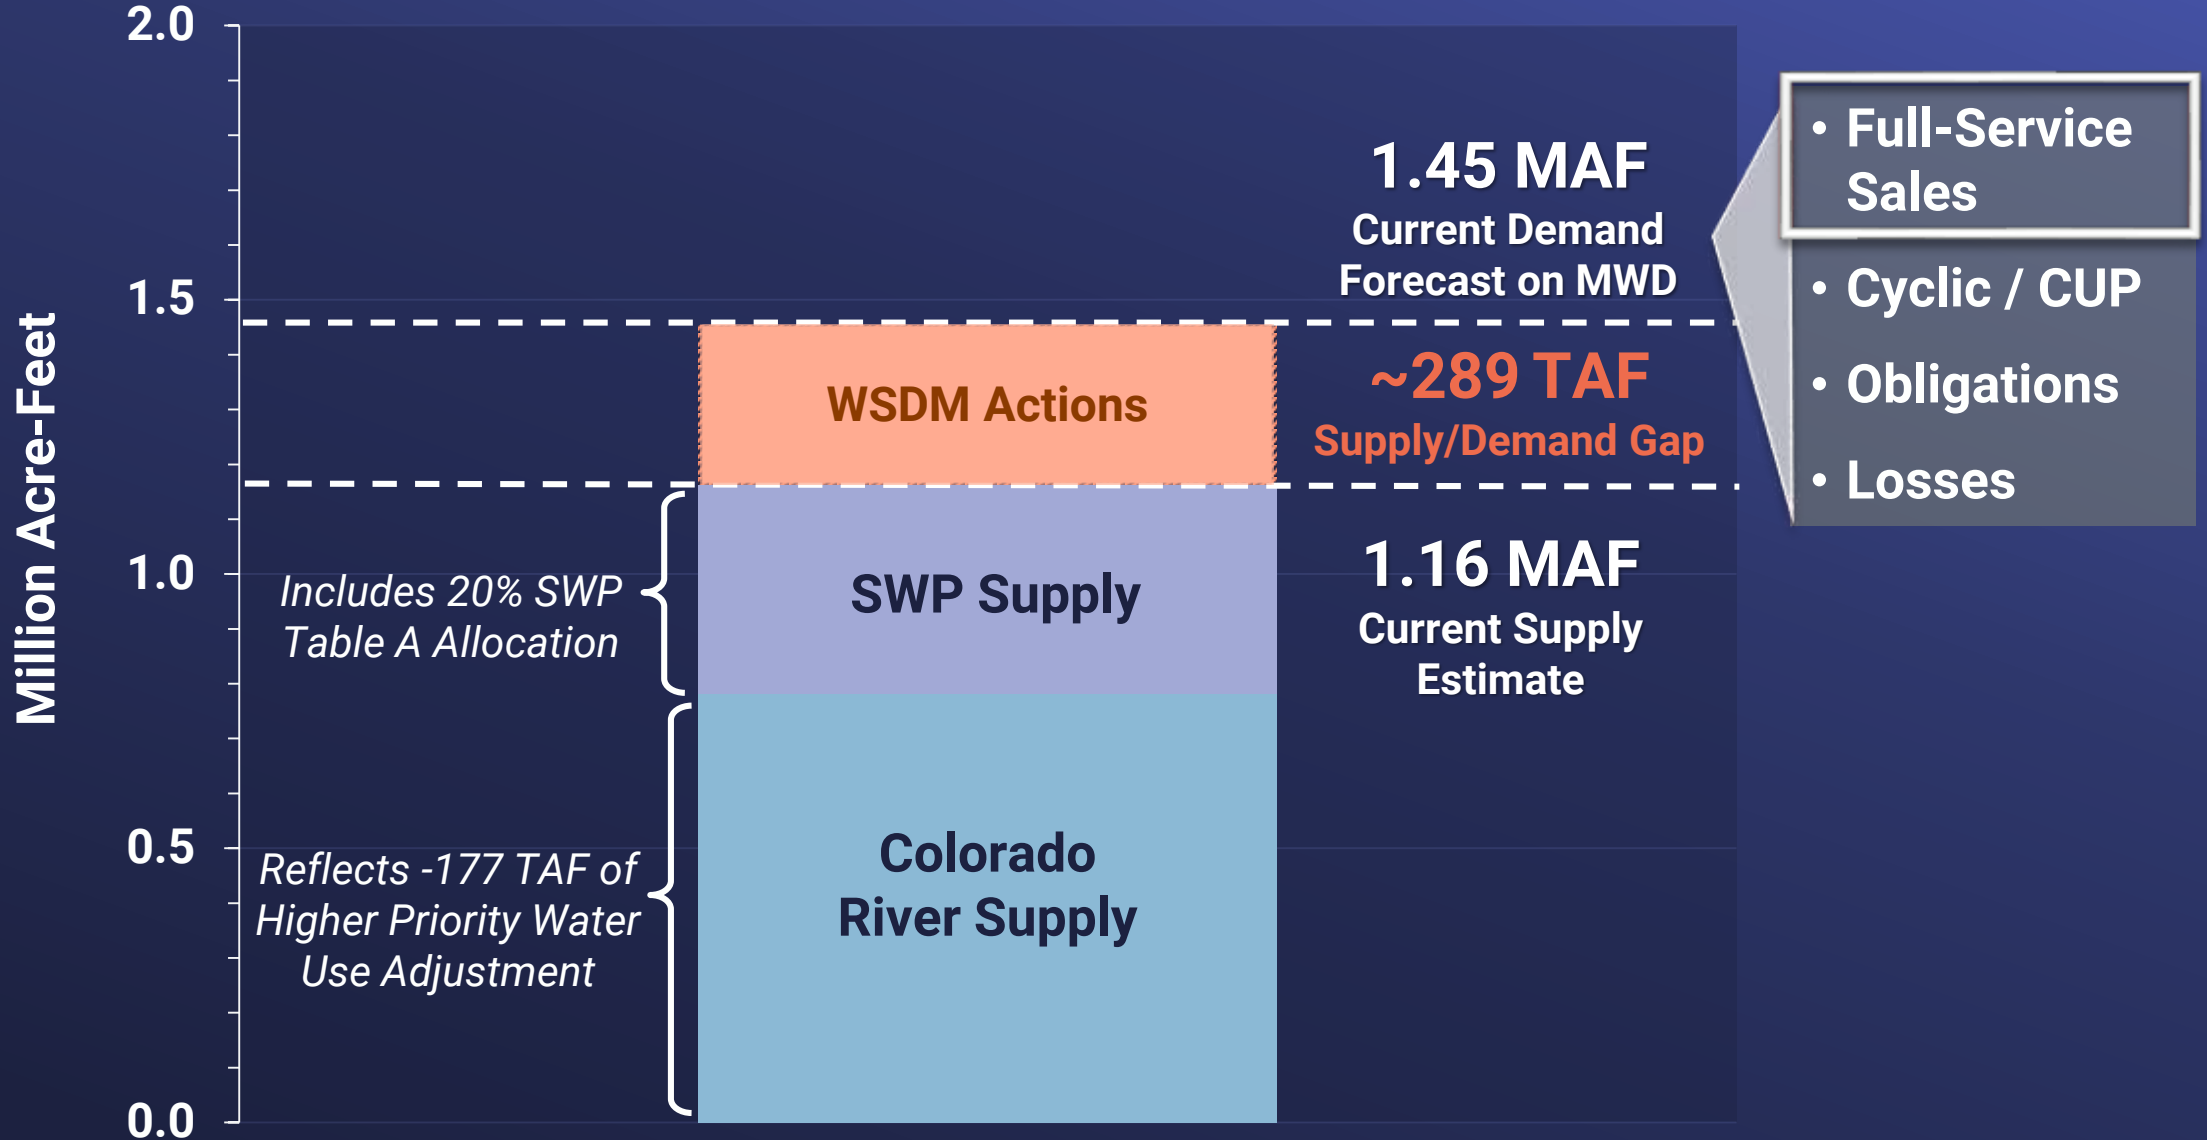 Million Acre-Feet
2.0
1.5
1.0
0.5
0.0
Includes 20% SWP
Table A Allocation
Reflects -177 TAF of
Higher Priority Water
Use Adjustment
WSDM Actions
SWP Supply
Colorado
River Supply
1.45 MAF
Current Demand
Forecast on MWD
~289 TAF
Supply/Demand Gap
1.16 MAF
Current Supply
Estimate
• Full-Service
Sales
• Cyclic / CUP
• Obligations
• Losses